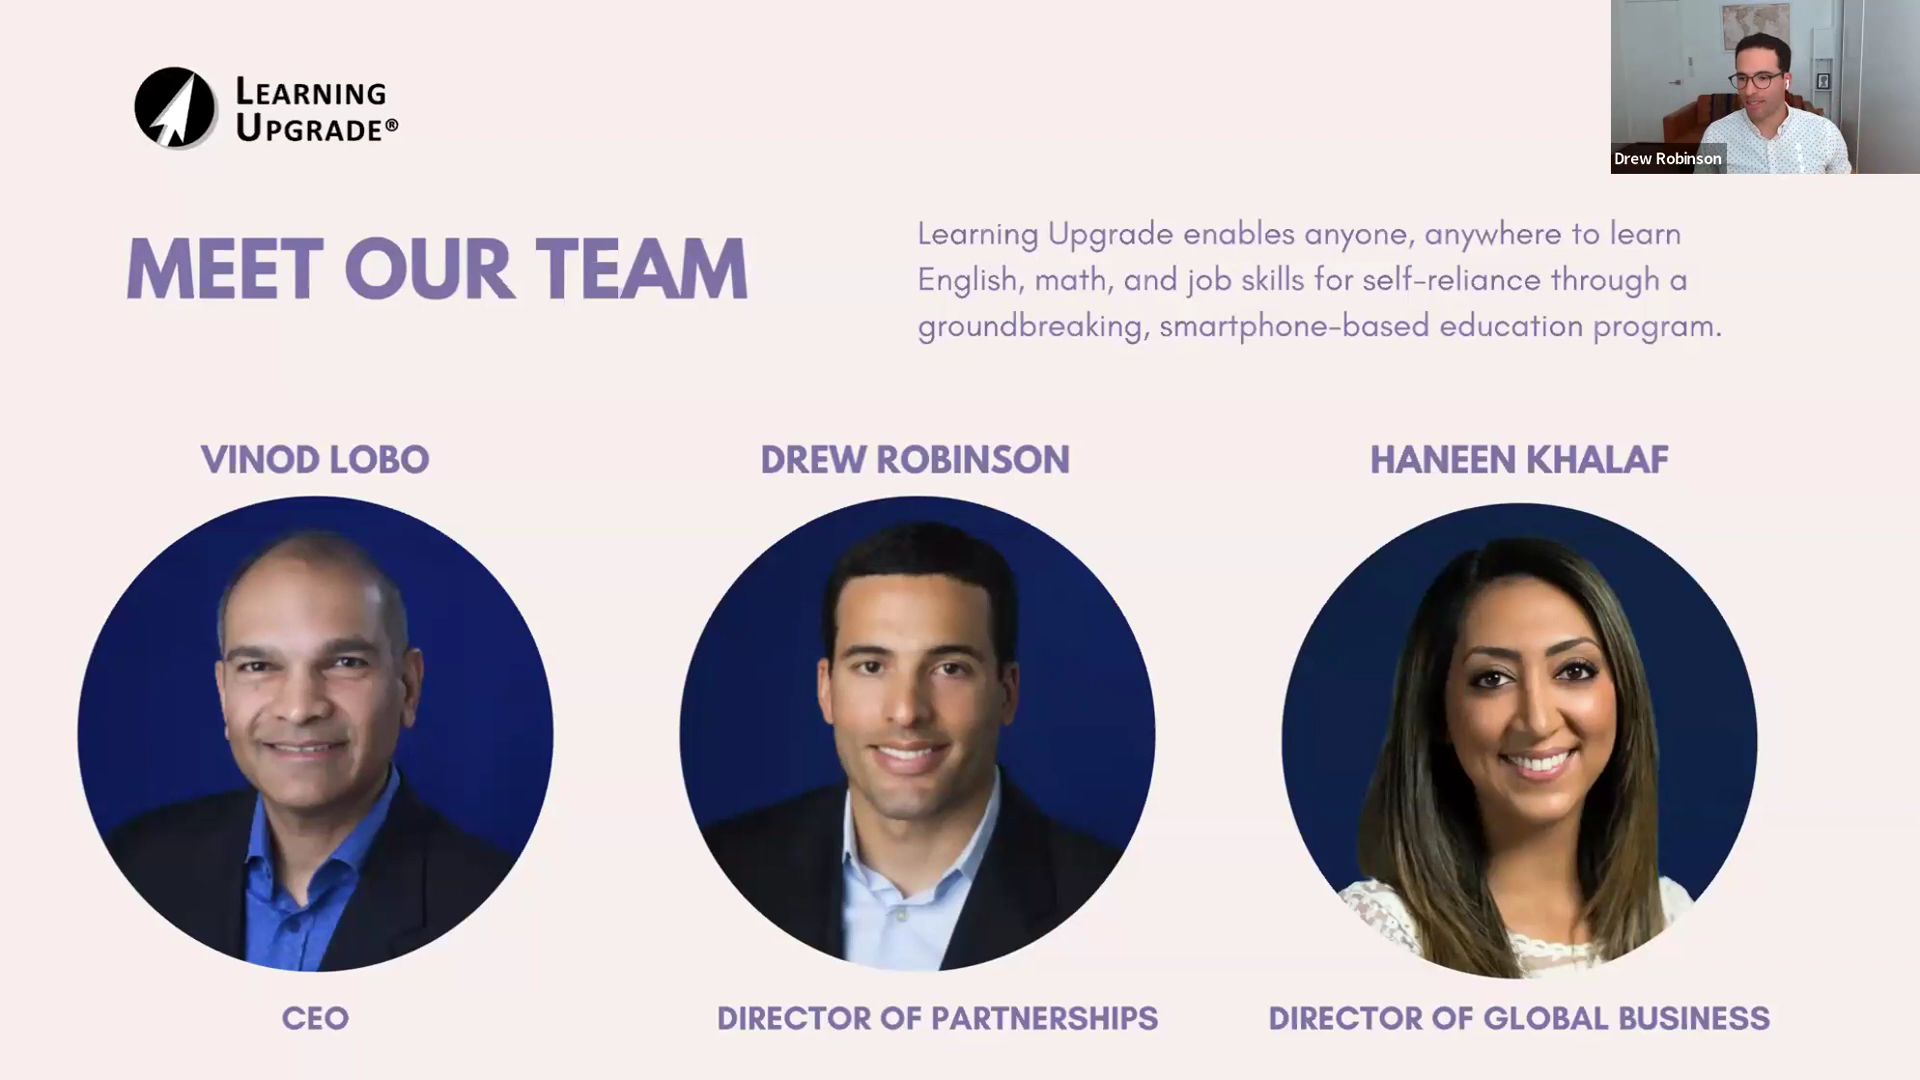 LEARNING
UPGRADE®
Drew Robinson
MEET OUR TEAM
Learning Upgrade enables anyone, anywhere to learn
English, math, and job skills for self-reliance through a
groundbreaking, smartphone-based education program.
VINOD LOBO
DREW ROBINSON
HANEEN KHALAF
CEO
DIRECTOR OF PARTNERSHIPS
DIRECTOR OF GLOBAL BUSINESS